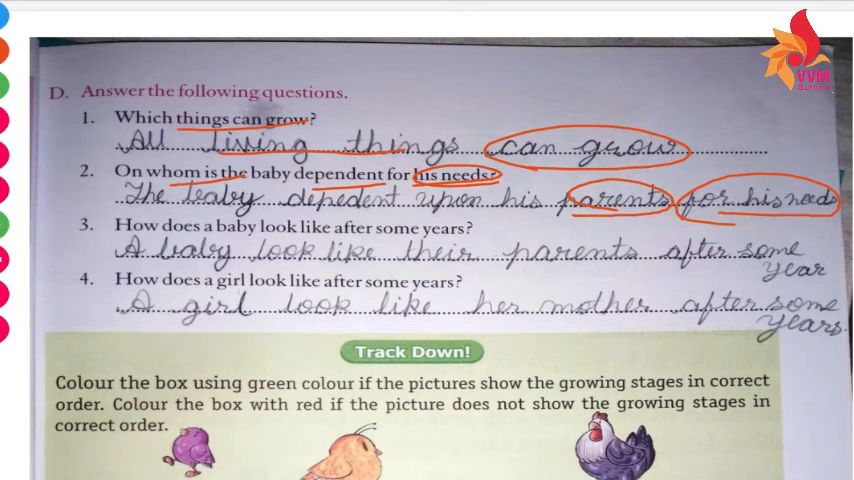 VVM
School
D. Answer the following questions.
1. Which things can grow?
All living things can grow
2. On whom is the baby dependent for his needs?
The baby depedent upon his parents for his needs
3. How does a baby look like after some years?
A baby look like their parents after some
year
4. How does a girl look like after some years?
A girl look like her mother after some
years.
Track Down!
Colour the box using green colour if the pictures show the growing stages in correct
order. Colour the box with red if the picture does not show the growing stages in
correct order.